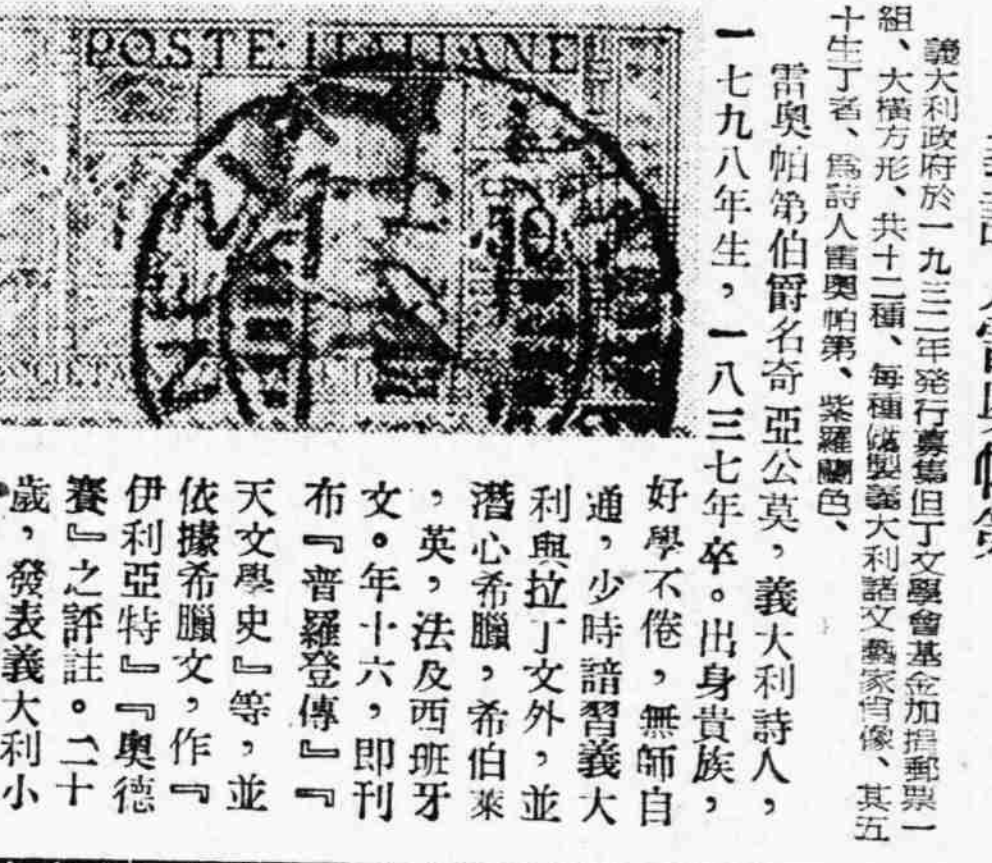 義大利政府於一九三二年発行募集但丁文學會基金加捐郵票一
組、大橫方形、共十二種、每種儲製義大利諸文藝家肖像、其五
十生丁者、爲詩人雷奧帕第、紫羅蘭色、
雷奧帕第伯爵名奇亞公莫，義大利詩人，
一七九八年生，一八三七年卒。出身貴族，
好學不倦，無師自
通，少時諳習義大
利與拉丁文外，並
潛心希臘，希伯萊
，英，法及西班牙
文。年十六，即刊
布『普羅登傳』『
天文學史』等，並
依據希臘文，作『
伊利亞特』『奧德
賽』之評註。二十
歲，發表義大利小
POSTE ITALIANE